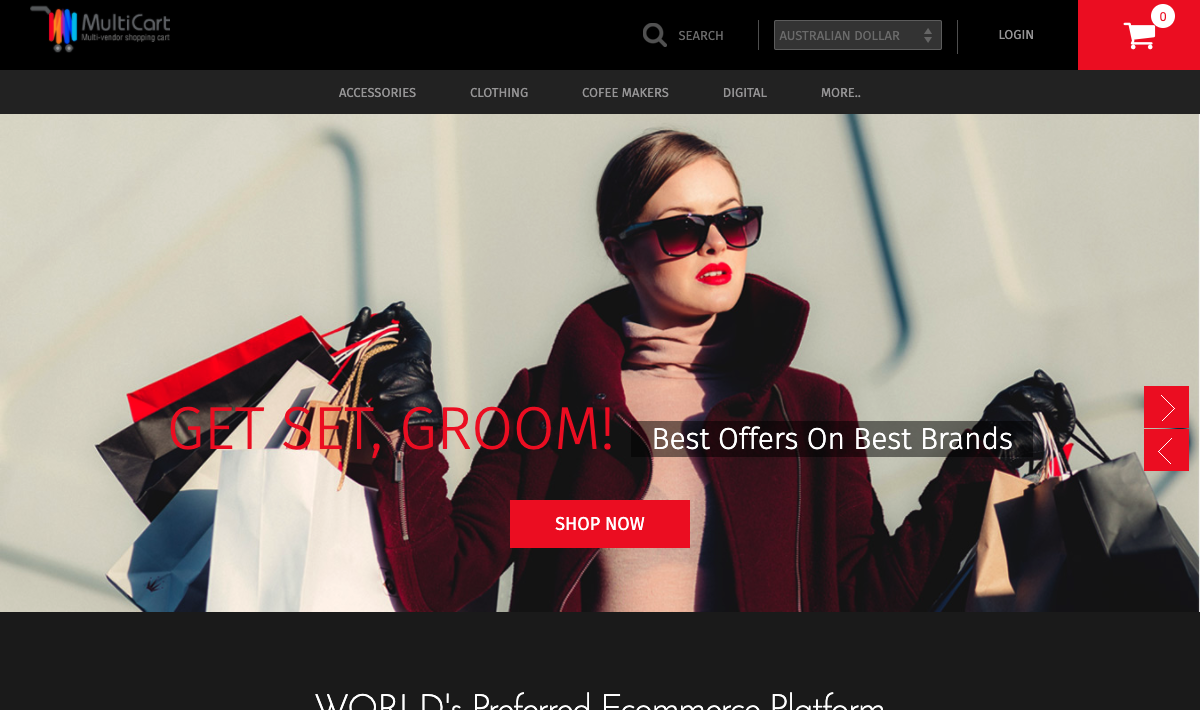 MultiCart
Multi-vendor shopping cart
SEARCH
AUSTRALIAN DOLLAR
LOGIN
0
ACCESSORIES
CLOTHING
COFEE MAKERS
DIGITAL
MORE..
GET SET, GROOM!
Best Offers On Best Brands
SHOP NOW
WORLD's Preferred Ecommerce Platform